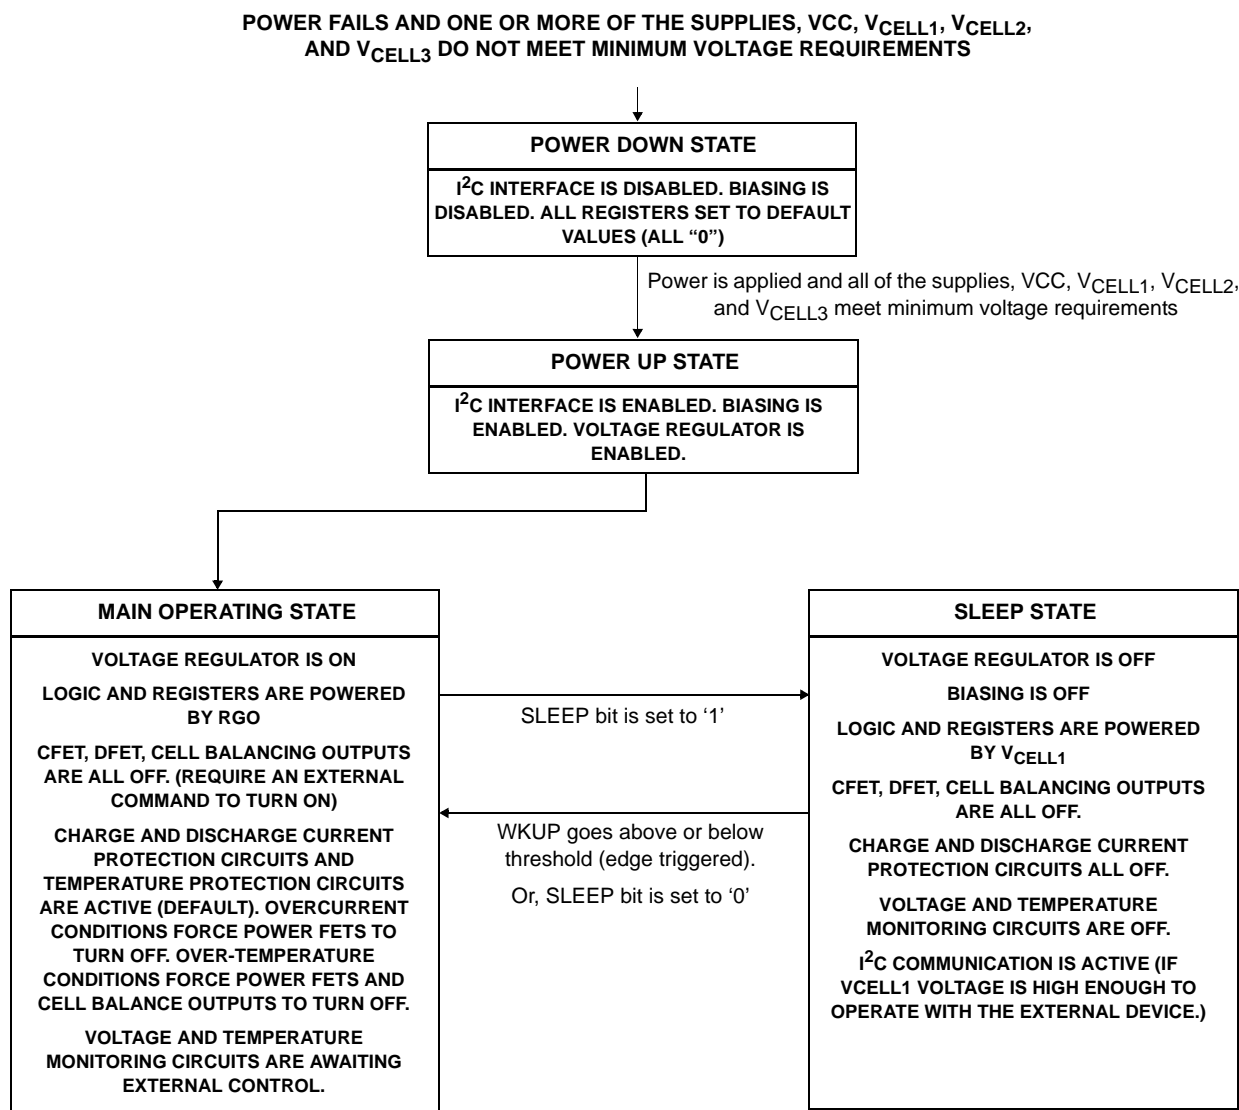 POWER FAILS AND ONE OR MORE OF THE SUPPLIES, VCC, VCELL1, VCELL2,
AND VCELL3 DO NOT MEET MINIMUM VOLTAGE REQUIREMENTS
POWER DOWN STATE
I2C INTERFACE IS DISABLED. BIASING IS
DISABLED. ALL REGISTERS SET TO DEFAULT
VALUES (ALL “0”)
Power is applied and all of the supplies, VCC, VCELL1, VCELL2,
and VCELL3 meet minimum voltage requirements
POWER UP STATE
I2C INTERFACE IS ENABLED. BIASING IS
ENABLED. VOLTAGE REGULATOR IS
ENABLED.
MAIN OPERATING STATE
VOLTAGE REGULATOR IS ON
LOGIC AND REGISTERS ARE POWERED
BY RGO
CFET, DFET, CELL BALANCING OUTPUTS
ARE ALL OFF. (REQUIRE AN EXTERNAL
COMMAND TO TURN ON)
CHARGE AND DISCHARGE CURRENT
PROTECTION CIRCUITS AND
TEMPERATURE PROTECTION CIRCUITS
ARE ACTIVE (DEFAULT). OVERCURRENT
CONDITIONS FORCE POWER FETS TO
TURN OFF. OVER-TEMPERATURE
CONDITIONS FORCE POWER FETS AND
CELL BALANCE OUTPUTS TO TURN OFF.
VOLTAGE AND TEMPERATURE
MONITORING CIRCUITS ARE AWAITING
EXTERNAL CONTROL.
SLEEP bit is set to ‘1’
WKUP goes above or below
threshold (edge triggered).
Or, SLEEP bit is set to ‘0’
SLEEP STATE
VOLTAGE REGULATOR IS OFF
BIASING IS OFF
LOGIC AND REGISTERS ARE POWERED
BY VCELL1
CFET, DFET, CELL BALANCING OUTPUTS
ARE ALL OFF.
CHARGE AND DISCHARGE CURRENT
PROTECTION CIRCUITS ALL OFF.
VOLTAGE AND TEMPERATURE
MONITORING CIRCUITS ARE OFF.
I2C COMMUNICATION IS ACTIVE (IF
VCELL1 VOLTAGE IS HIGH ENOUGH TO
OPERATE WITH THE EXTERNAL DEVICE.)